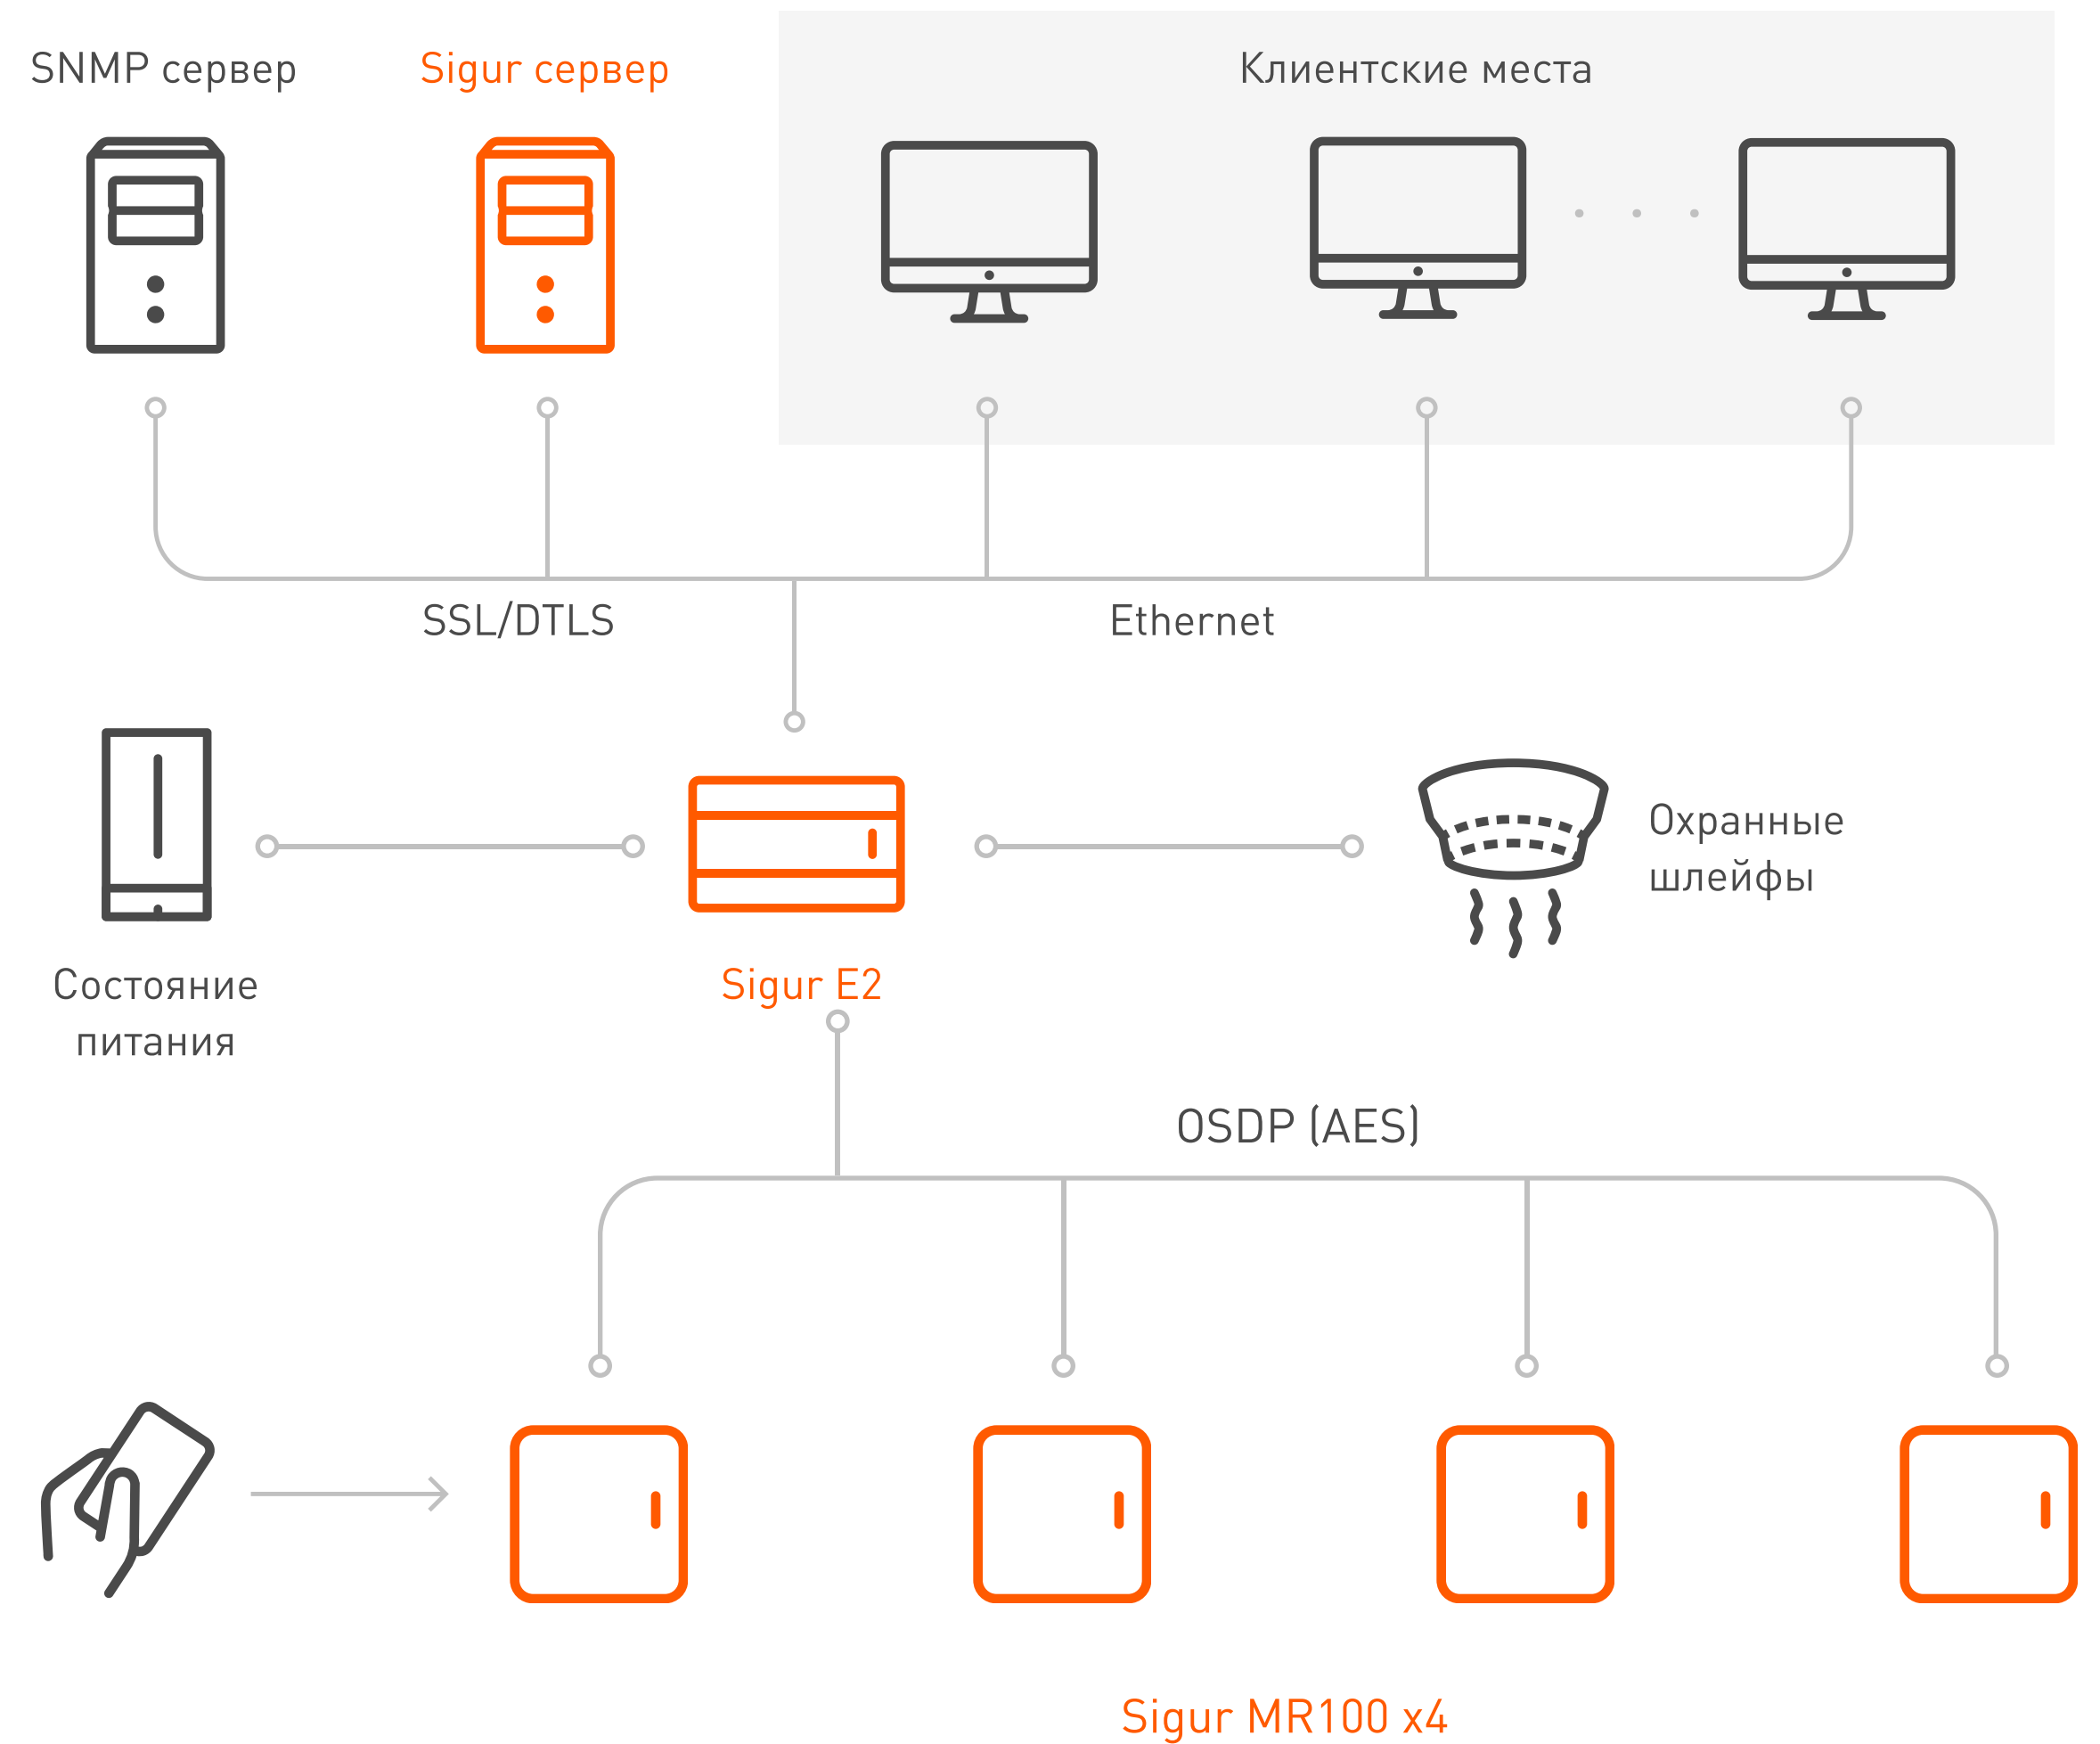 SNMP сервер
Sigur сервер
Клиентские места
SSL/DTLS
Ethernet
Охранные
шлейфы
Состояние
питания
Sigur E2
OSDP (AES)
Sigur MR100 x4